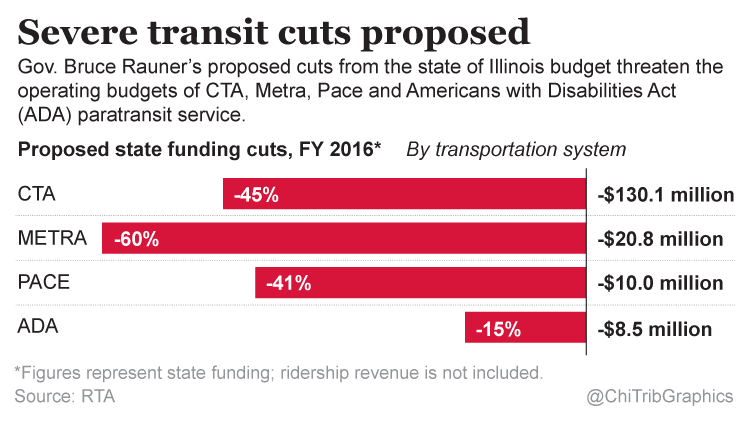 Severe transit cuts proposed
Gov. Bruce Rauner’s proposed cuts from the state of Illinois budget threaten the
operating budgets of CTA, Metra, Pace and Americans with Disabilities Act
(ADA) paratransit service.
Proposed state funding cuts, FY 2016* By transportation system
CTA -45% -$130.1 million
METRA -60% -$20.8 million
PACE -41% -$10.0 million
ADA -15% -$8.5 million
*Figures represent state funding; ridership revenue is not included.
Source: RTA @ChiTribGraphics